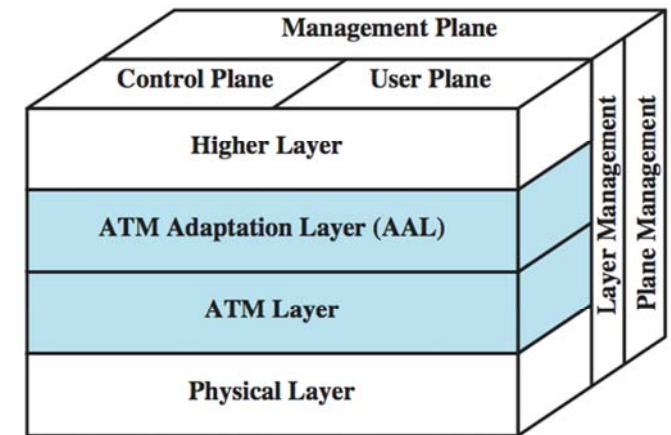 Management Plane
Control Plane
User Plane
Higher Layer
ATM Adaptation Layer (AAL)
ATM Layer
Physical Layer
Layer Management
Plane Management